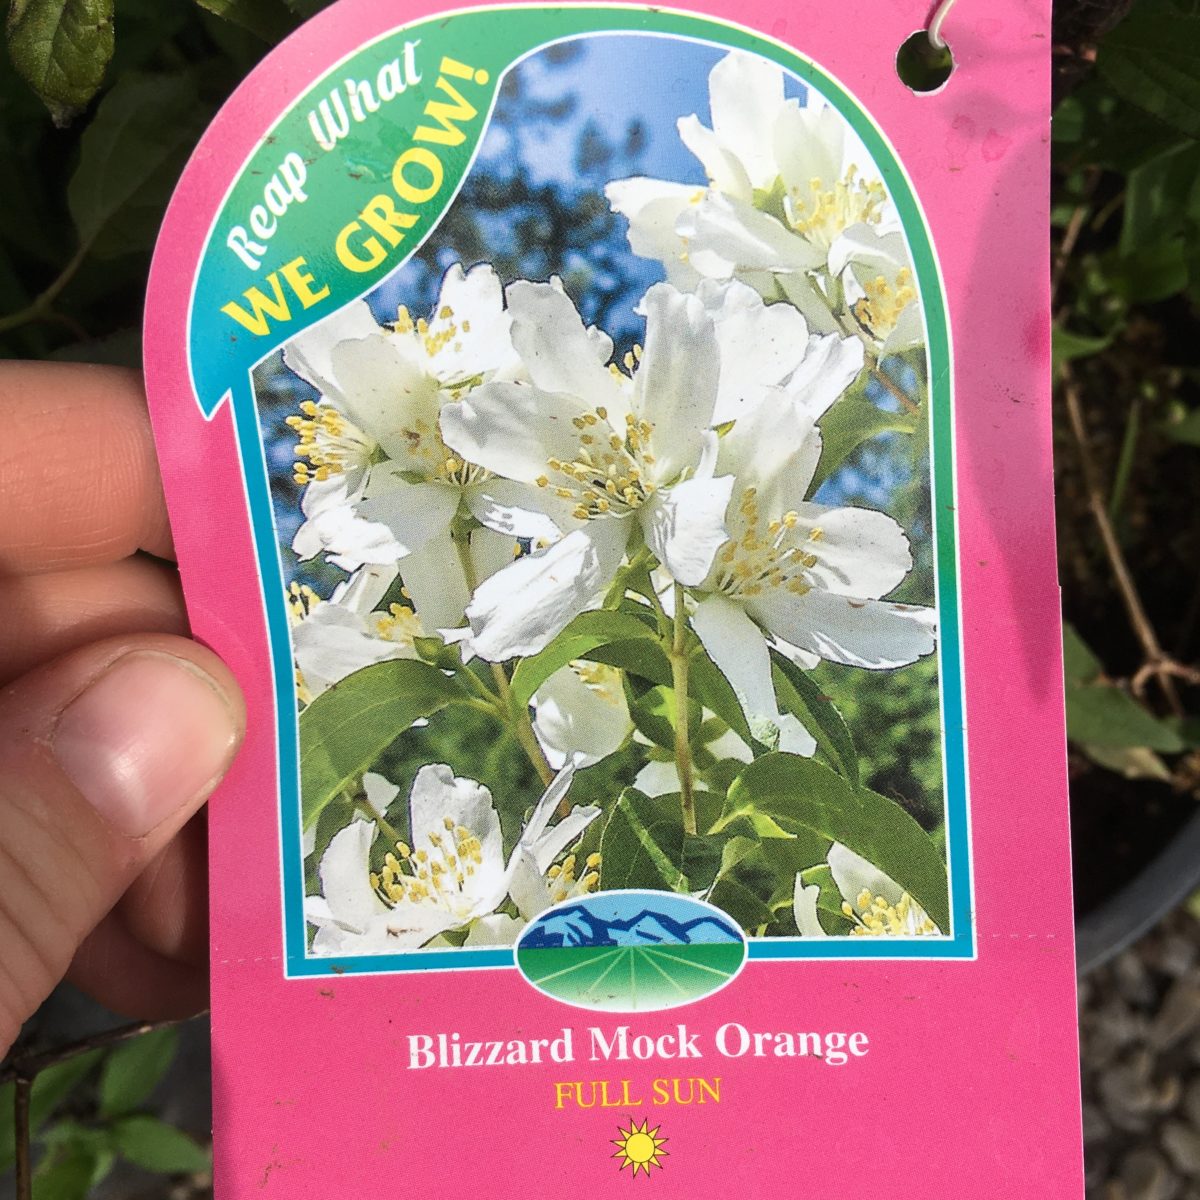 Reap What
WE GROW!
Blizzard Mock Orange
FULL SUN